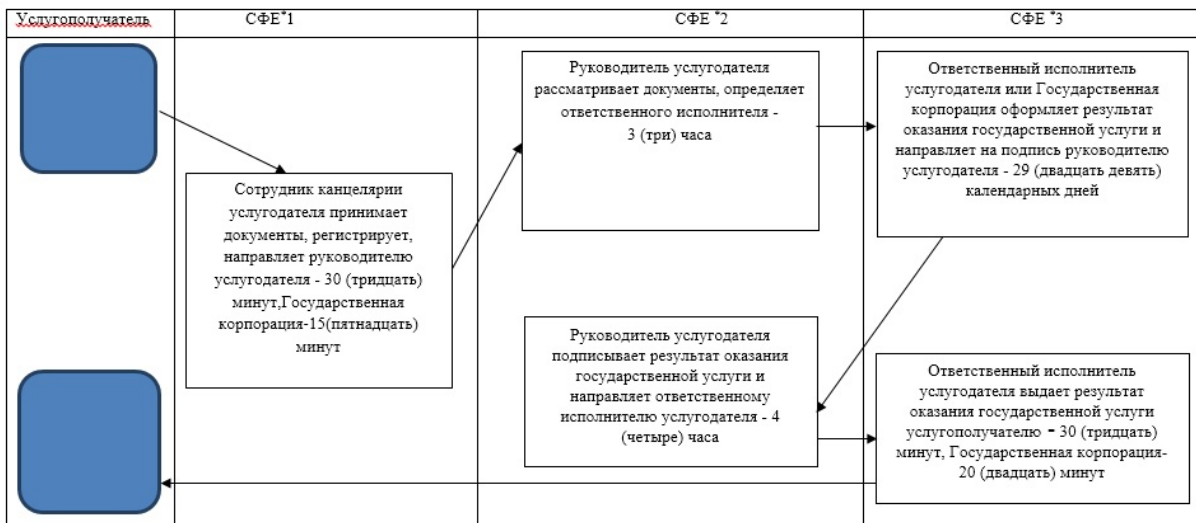 Услугополучатель
СФЕ*1
СФЕ *2
СФЕ *3
Сотрудник канцелярии
услугодателя принимает
документы, регистрирует,
направляет руководителю
услугодателя - 30 (тридцать)
минут,Государственная
корпорация-15(пятнадцать)
минут
Руководитель услугодателя
рассматривает документы, определяет
ответственного исполнителя -
3 (три) часа
Ответственный исполнитель
услугодателя или Государственная
корпорация оформляет результат
оказания государственной услуги и
направляет на подпись руководителю
услугодателя - 29 (двадцать девять)
календарных дней
Руководитель услугодателя
подписывает результат оказания
государственной услуги и
направляет ответственному
исполнителю услугодателя - 4
(четыре) часа
Ответственный исполнитель
услугодателя выдает результат
оказания государственной услуги
услугополучателю - 30 (тридцать)
минут, Государственная корпорация-
20 (двадцать) минут